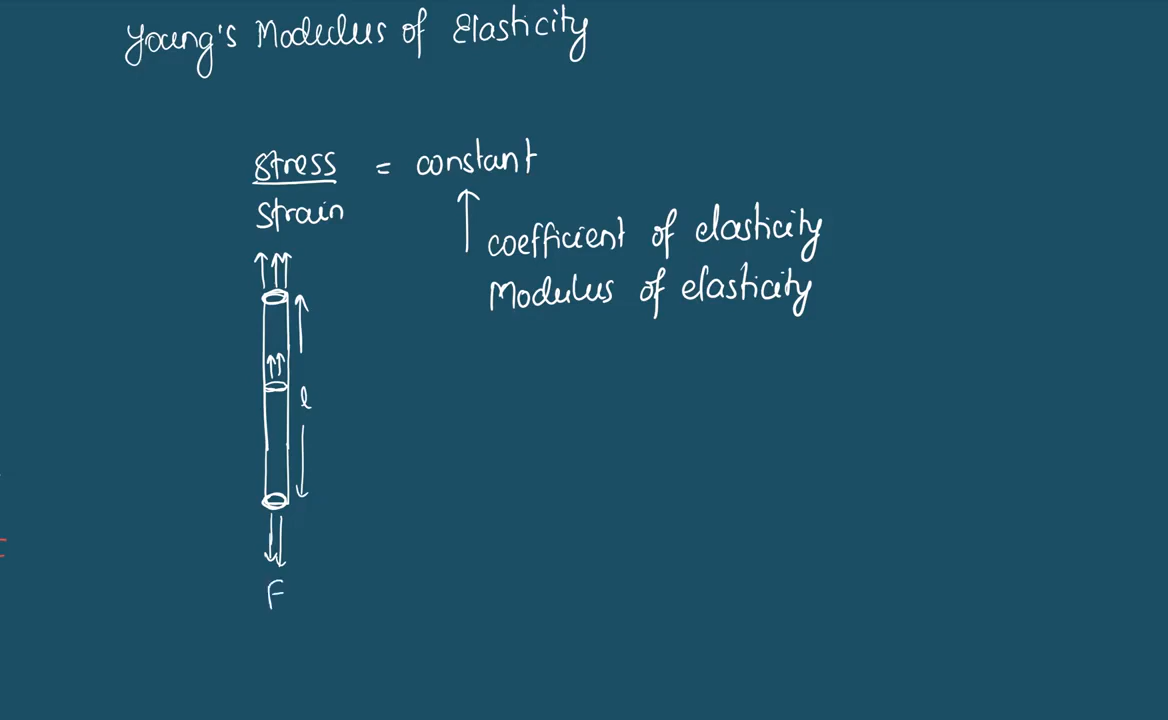 Young's Modulus of Elasticity
Stress
= constant
Strain
coefficient of elasticity
Modulus of elasticity
l
F